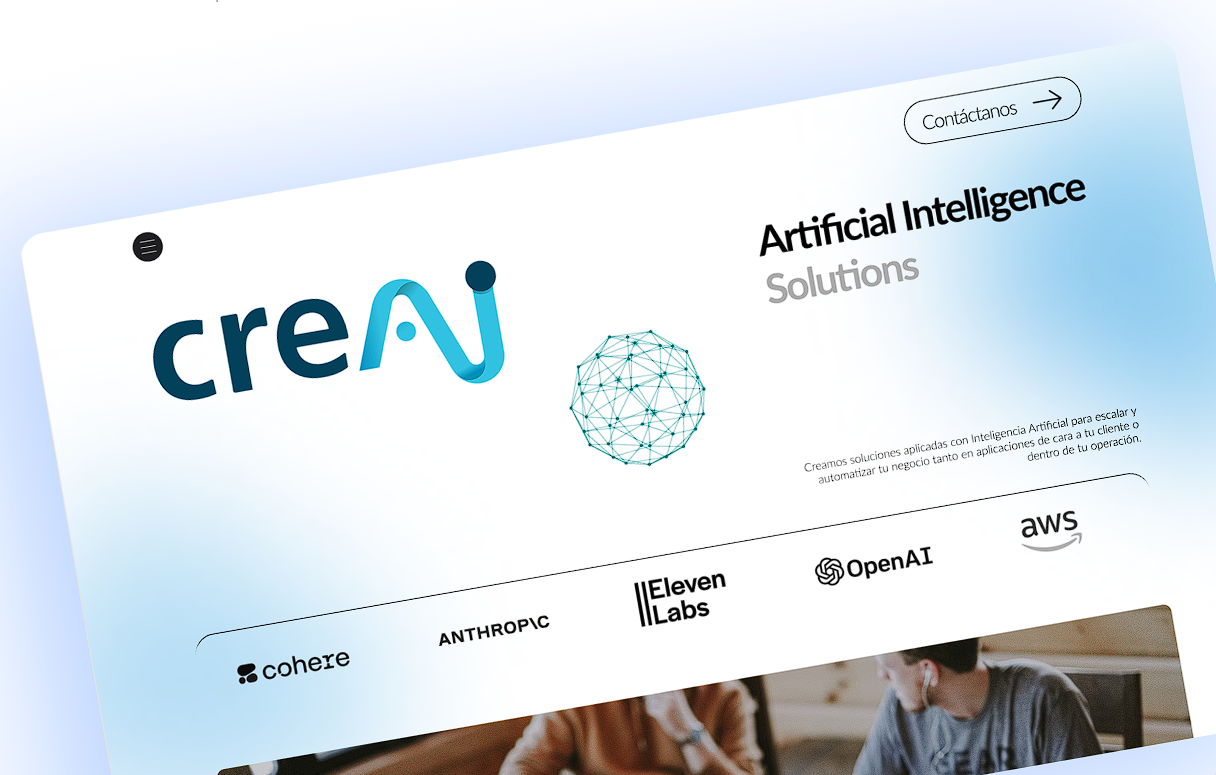 Contáctanos
Artificial Intelligence
Solutions
creAi
Creamos soluciones aplicadas con Inteligencia Artificial para escalar y
automatizar tu negocio tanto en aplicaciones de cara a tu cliente o
dentro de tu operación.
cohere
ANTHROP\C
||Eleven
Labs
OpenAI
aws